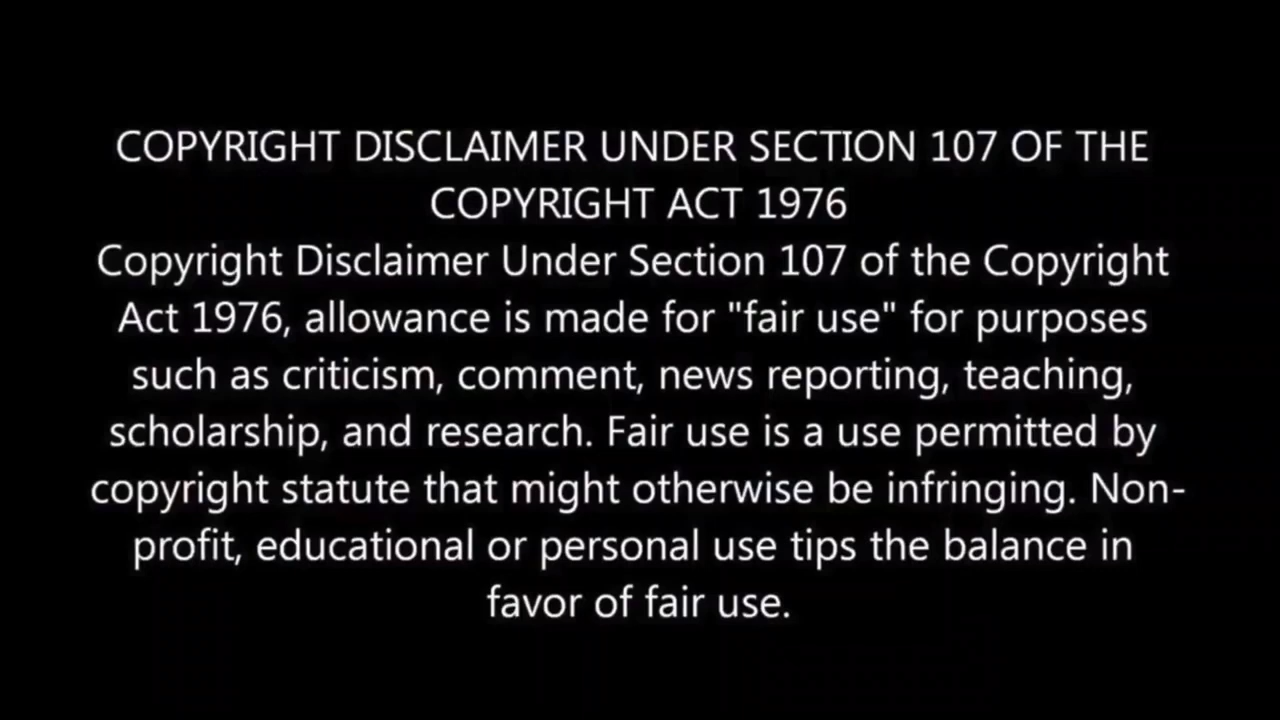 COPYRIGHT DISCLAIMER UNDER SECTION 107 OF THE
COPYRIGHT ACT 1976
Copyright Disclaimer Under Section 107 of the Copyright
Act 1976, allowance is made for "fair use" for purposes
such as criticism, comment, news reporting, teaching,
scholarship, and research. Fair use is a use permitted by
copyright statute that might otherwise be infringing. Non-
profit, educational or personal use tips the balance in
favor of fair use.